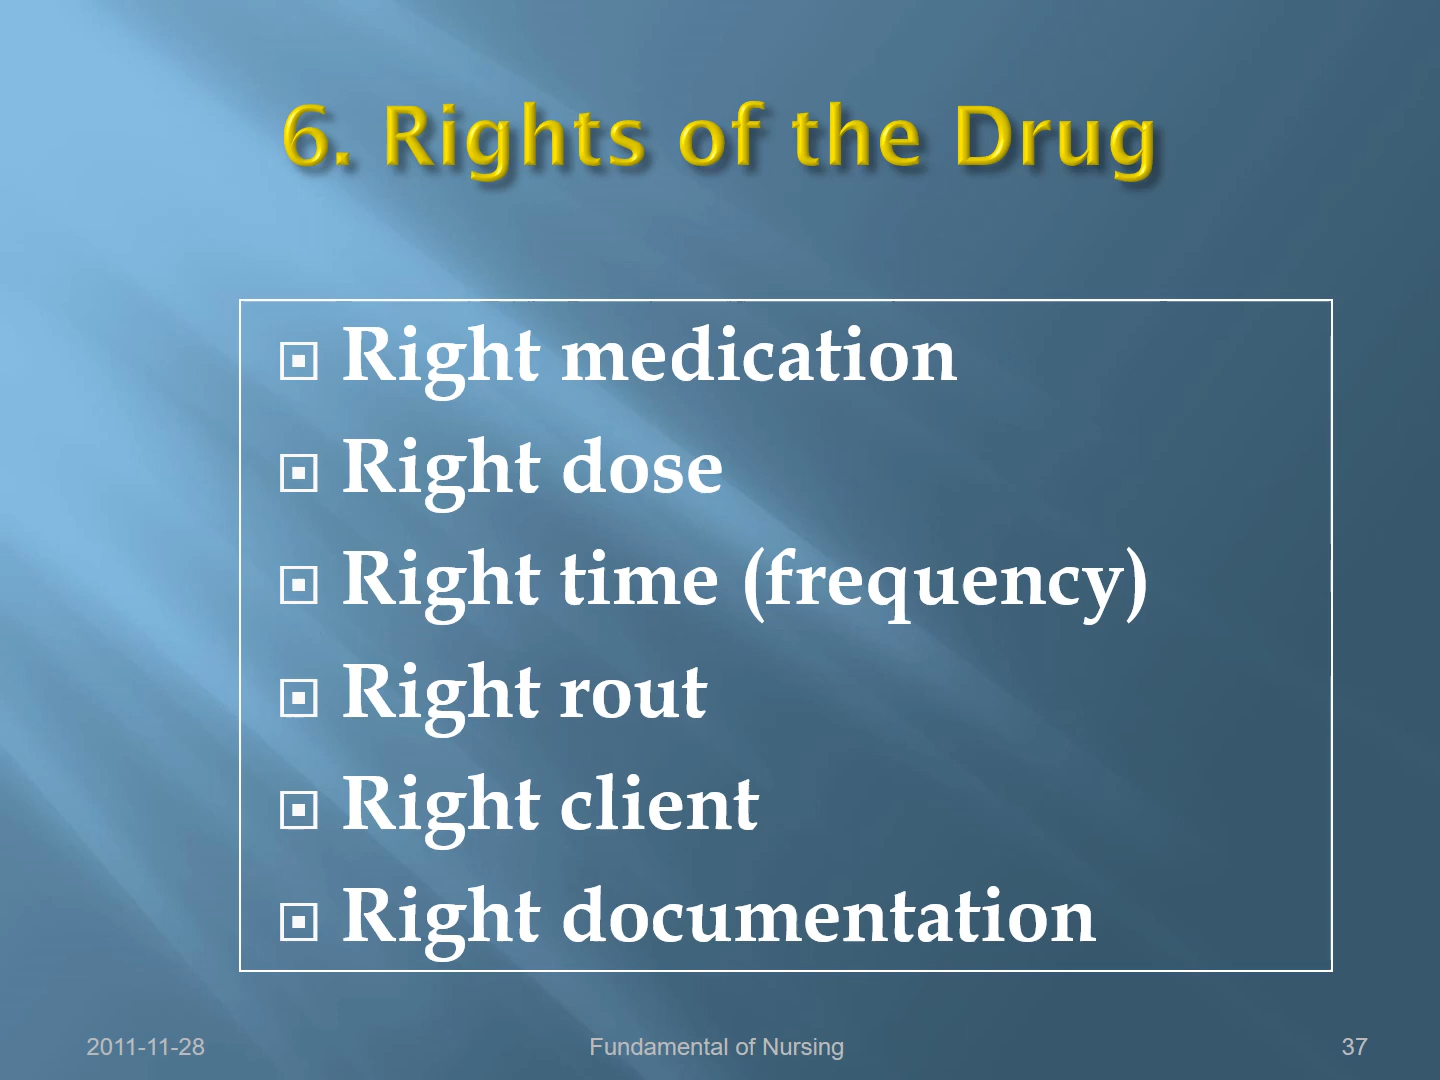 6. Rights of the Drug
Right medication
Right dose
Right time (frequency)
Right rout
Right client
Right documentation
2011-11-28 Fundamental of Nursing 37